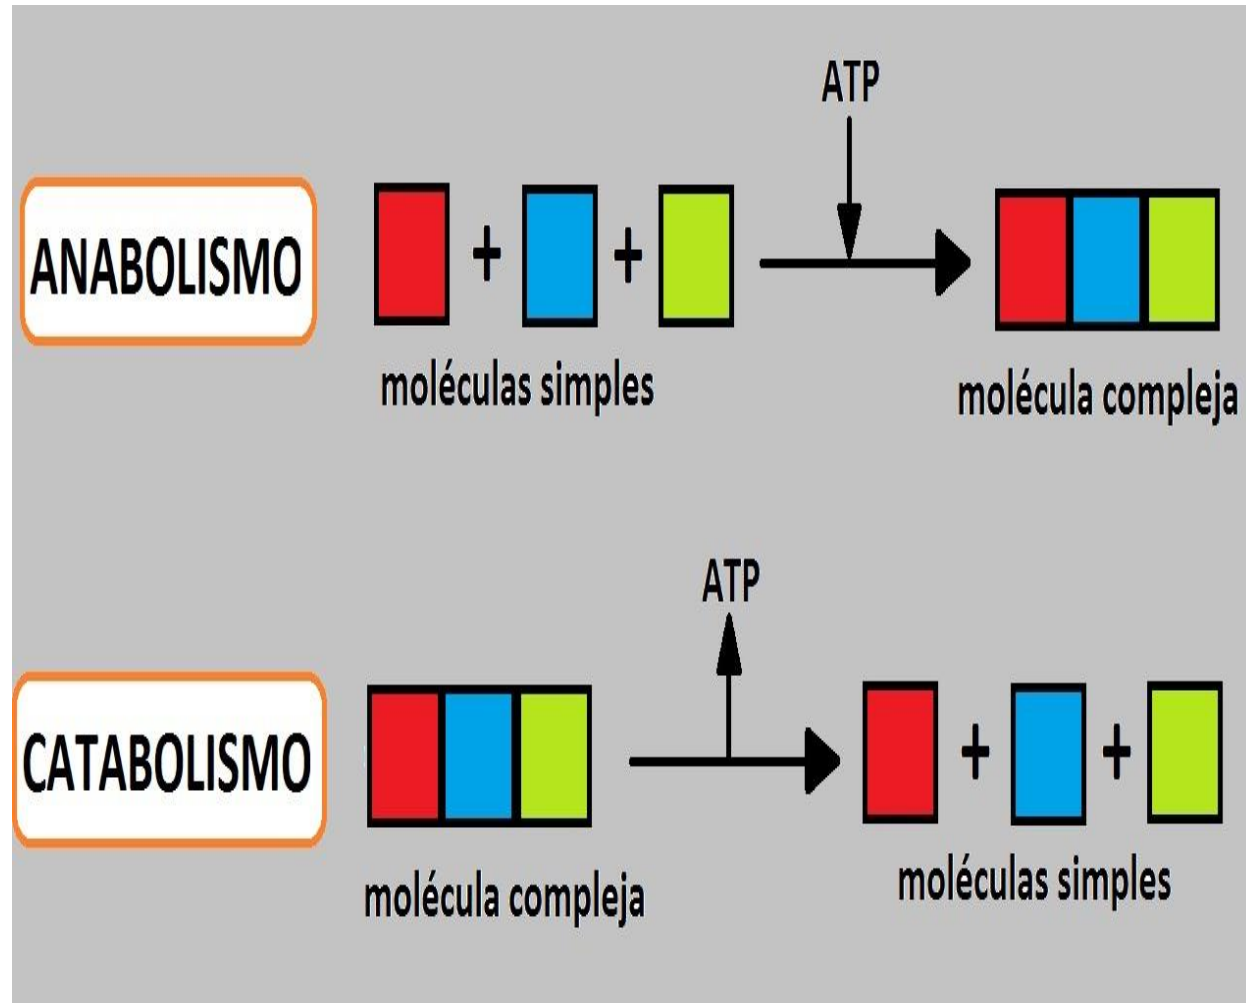 ATP
ANABOLISMO
+ +
moléculas simples
molécula compleja
ATP
CATABOLISMO
+ +
molécula compleja
moléculas simples